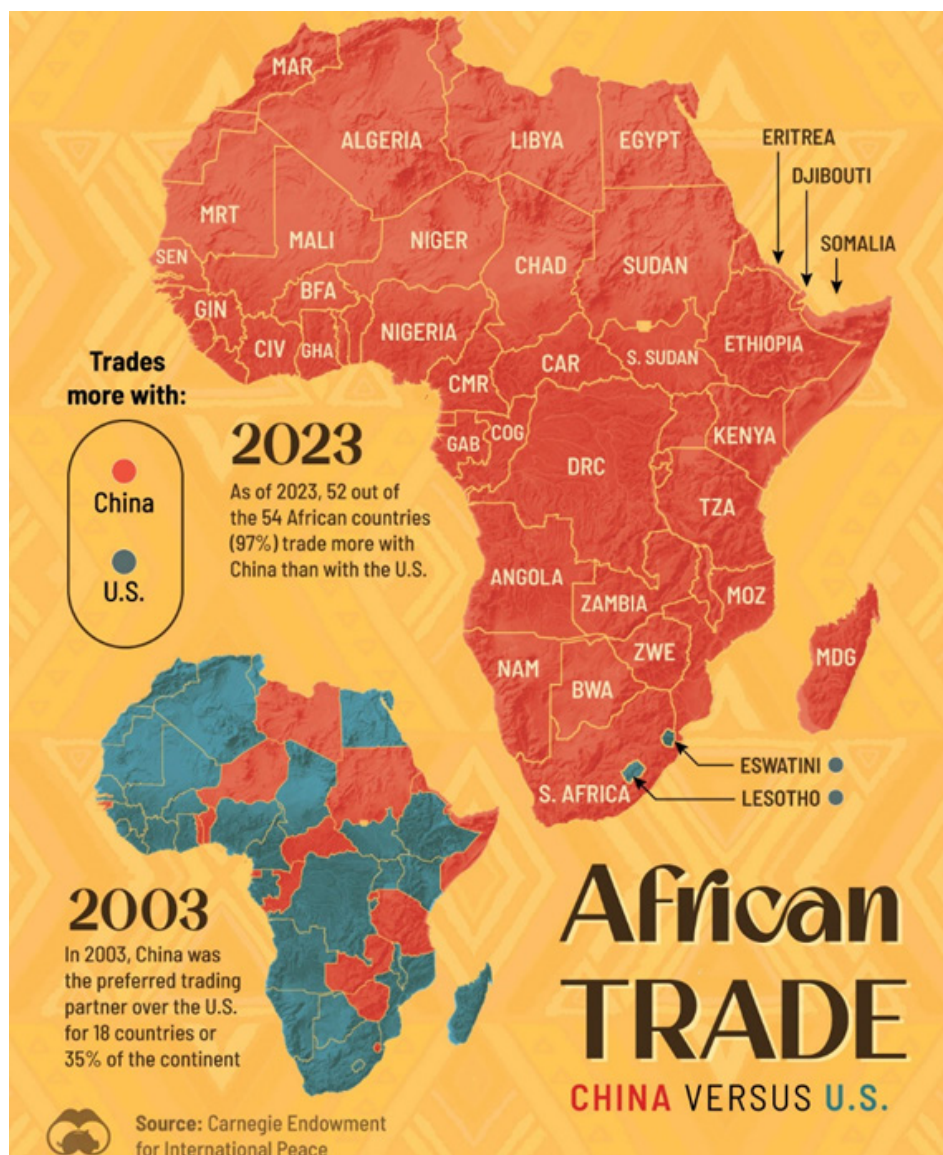 MAR
ALGERIA
LIBYA
EGYPT
ERITREA
DJIBOUTI
SOMALIA
MRT
MALI
NIGER
CHAD
SUDAN
SEN
BFA
GIN
NIGERIA
CIV
GHA
CAR
S. SUDAN
ETHIOPIA
CMR
GAB
COG
DRC
KENYA
TZA
ANGOLA
ZAMBIA
MOZ
NAM
BWA
ZWE
MDG
S. AFRICA
ESWATINI
LESOTHO
Trades
more with:
China
U.S.
2023
As of 2023, 52 out of
the 54 African countries
(97%) trade more with
China than with the U.S.
2003
In 2003, China was
the preferred trading
partner over the U.S.
for 18 countries or
35% of the continent
African
TRADE
CHINA VERSUS U.S.
Source: Carnegie Endowment
for International Peace